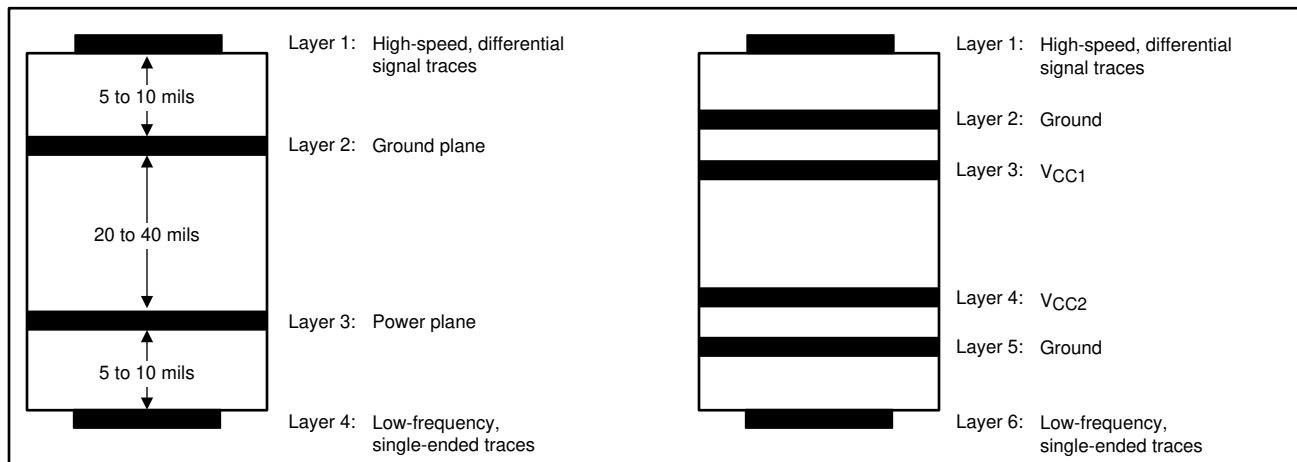 Layer 1: High-speed, differential
signal traces
5 to 10 mils
Layer 2: Ground plane
20 to 40 mils
Layer 3: Power plane
5 to 10 mils
Layer 4: Low-frequency,
single-ended traces
Layer 1: High-speed, differential
signal traces
Layer 2: Ground
Layer 3: VCC1
Layer 4: VCC2
Layer 5: Ground
Layer 6: Low-frequency,
single-ended traces